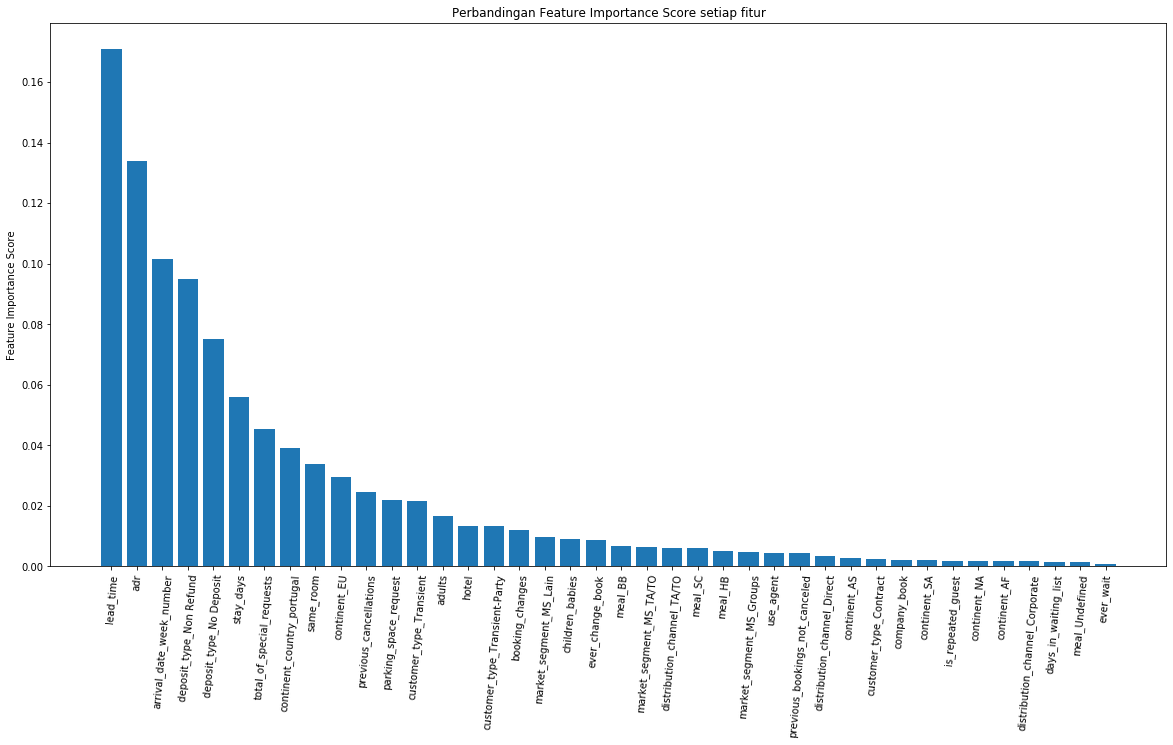 Perbandingan Feature Importance Score setiap fitur
Feature Importance Score
0.16
0.14
0.12
0.10
0.08
0.06
0.04
0.02
0.00
lead_time
adr
arrival_date_week_number
deposit_type_Non Refund
deposit_type_No Deposit
stay_days
total_of_special_requests
continent_country_portugal
same_room
continent_EU
previous_cancellations
parking_space_request
customer_type_Transient
adults
hotel
customer_type_Transient-Party
booking_changes
market_segment_MS_Lain
children_babies
ever_change_book
meal_BB
market_segment_MS_TA/TO
distribution_channel_TA/TO
meal_SC
meal_HB
market_segment_MS_Groups
use_agent
previous_bookings_not_canceled
distribution_channel_Direct
continent_AS
customer_type_Contract
company_book
continent_SA
is_repeated_guest
continent_NA
continent_AF
distribution_channel_Corporate
days_in_waiting_list
meal_Undefined
ever_wait